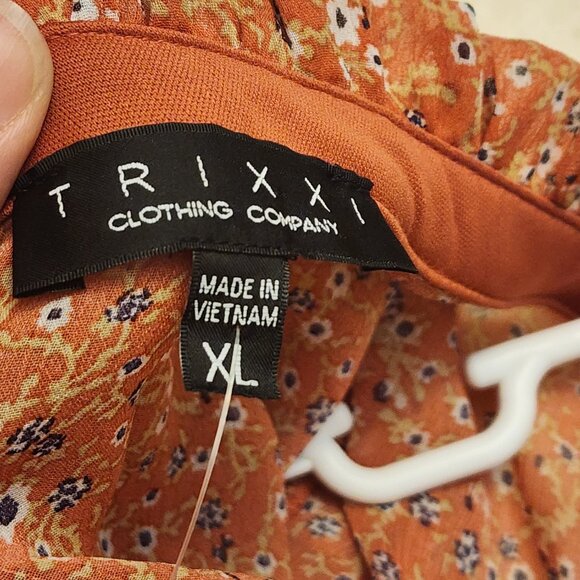 TRIXXI
CLOTHING COMPANY
MADE IN
VIETNAM
XL